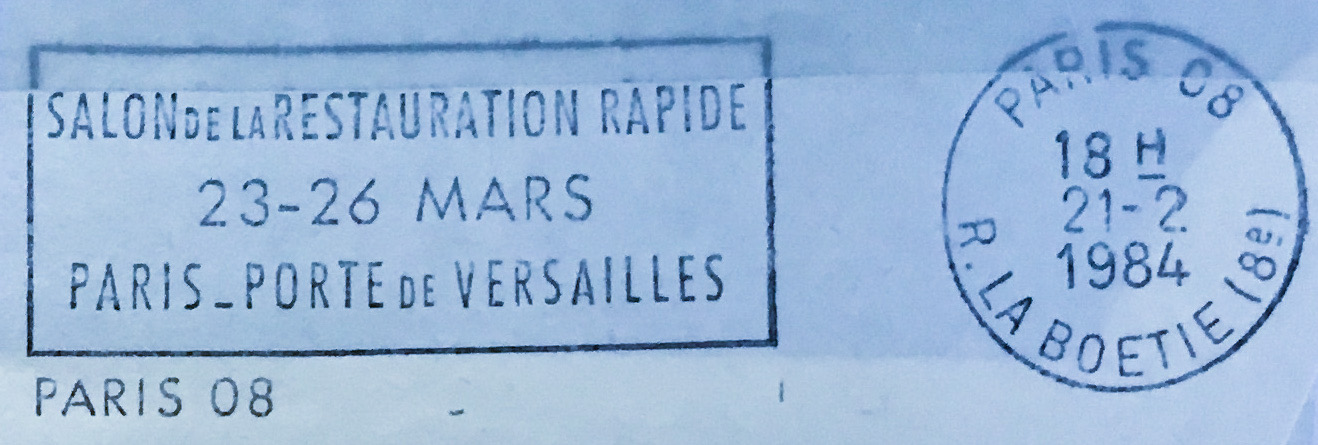 SALON DE LA RESTAURATION RAPIDE
23-26 MARS
PARIS_PORTE DE VERSAILLES
PARIS 08
PARIS 08
18 H
21-2
1984
R. LA BOETIE (8e)